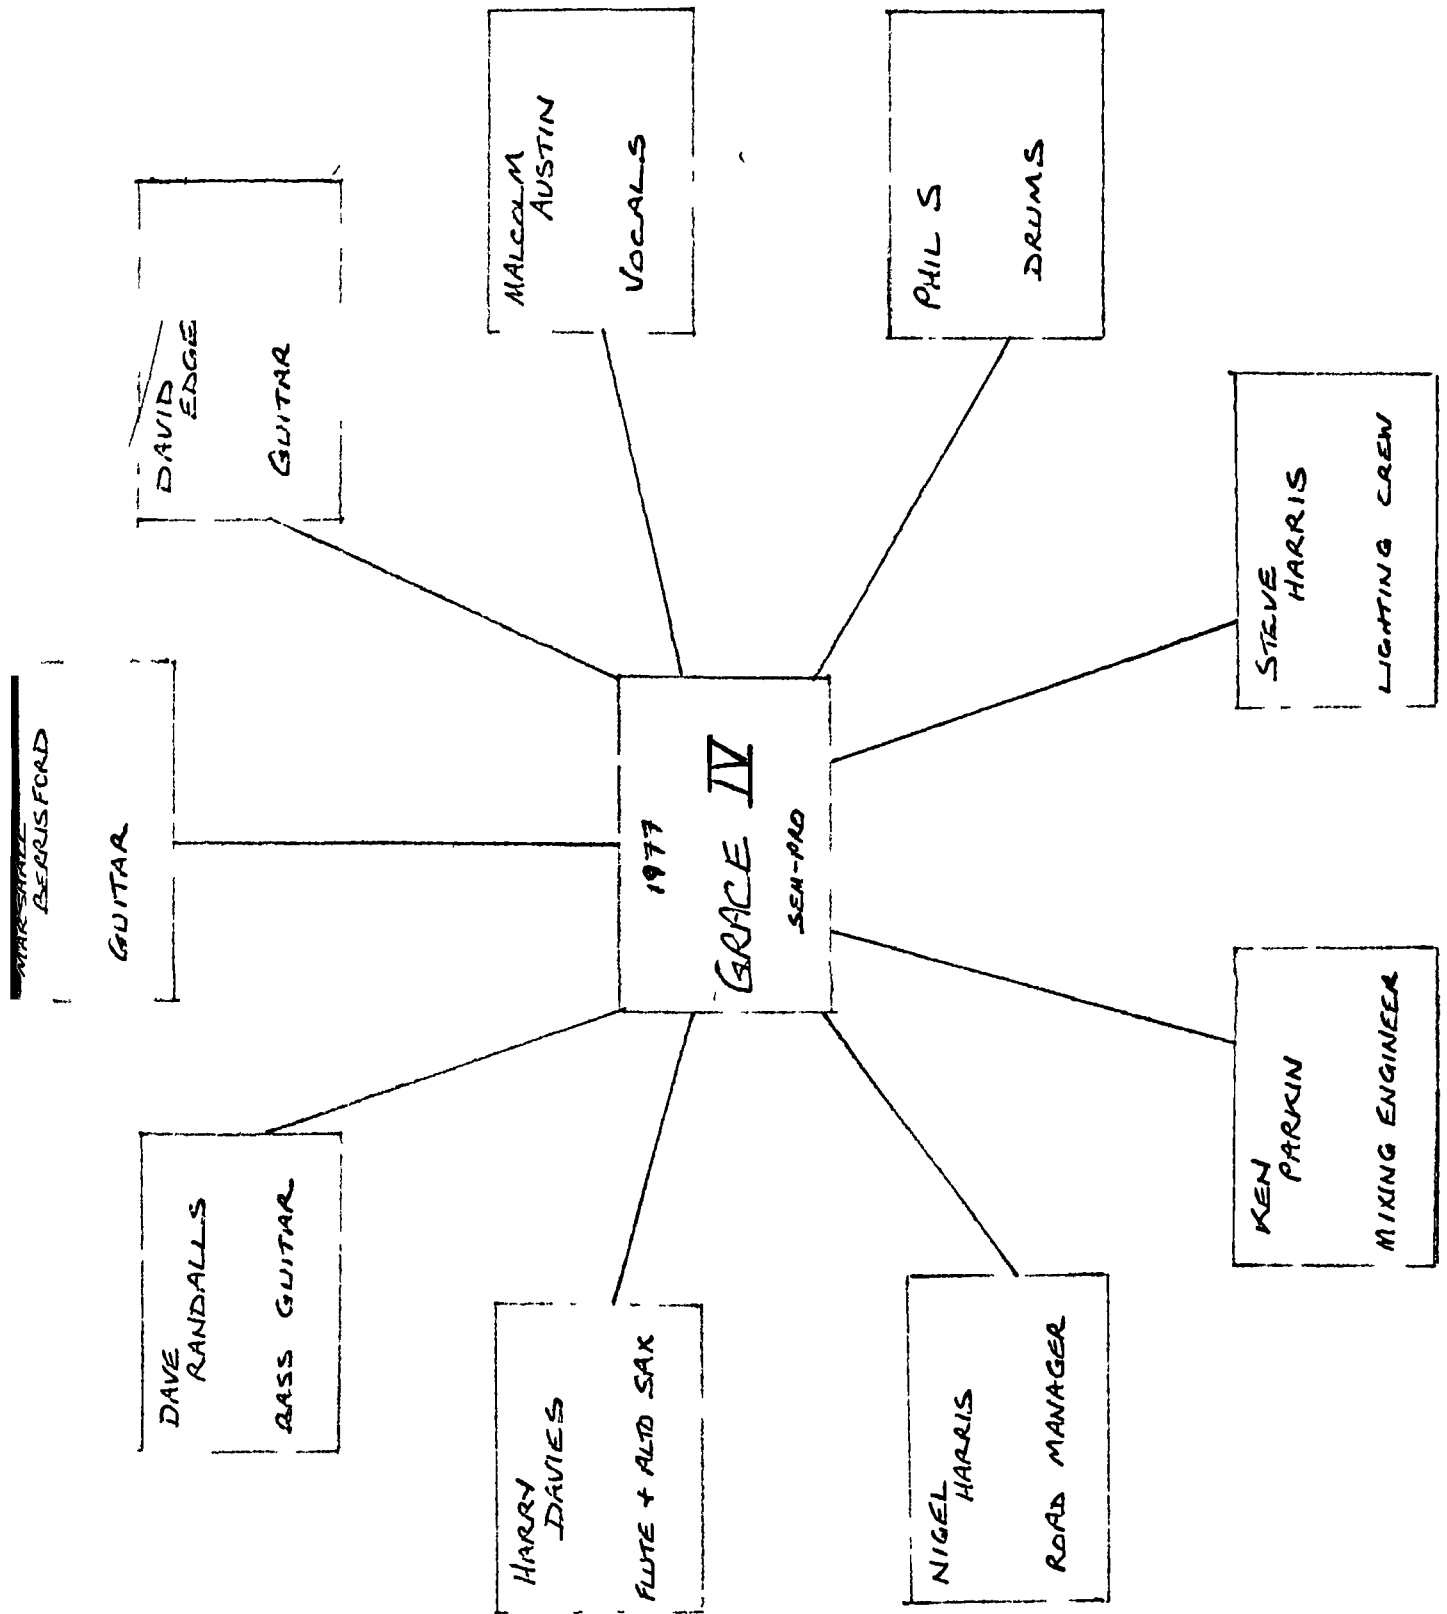 MARSHALL
BERRISFORD
GUITAR
DAVE
RANDALLS
BASS GUITAR
DAVID
EDGE
GUITAR
HARRY
DAVIES
FLUTE + ALTO SAX
MALCOLM
AUSTIN
VOCALS
1977
GRACE IV
SEM-PRO
NIGEL
HARRIS
ROAD MANAGER
PHIL S
DRUMS
KEN
PARKIN
MIXING ENGINEER
STEVE
HARRIS
LIGHTING CREW